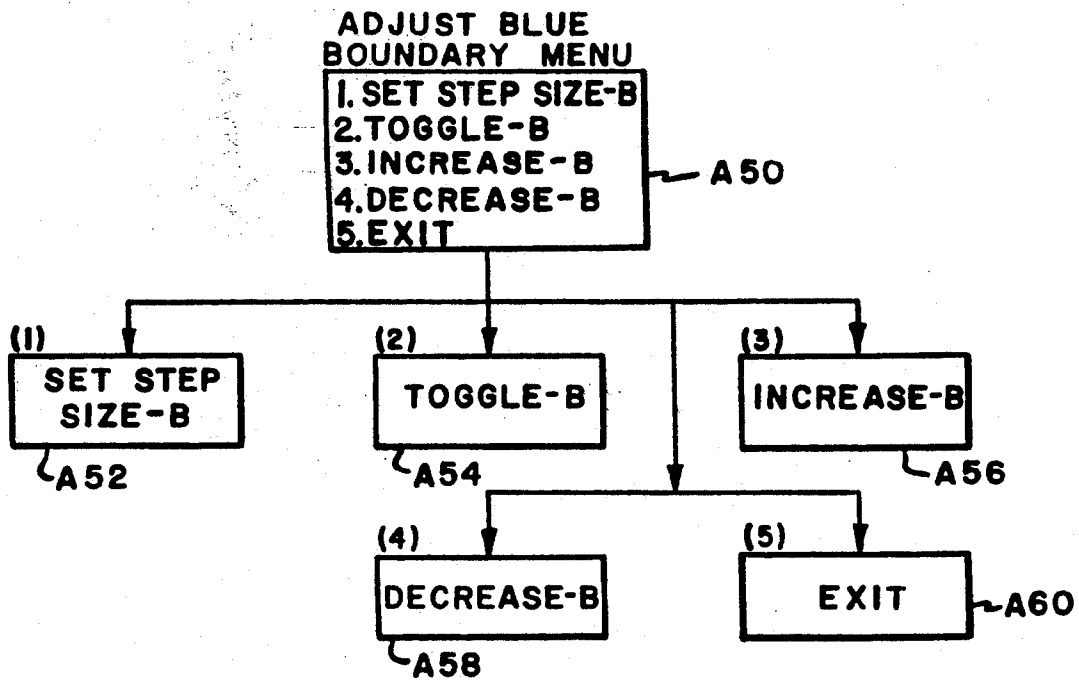 ADJUST BLUE
BOUNDARY MENU
1. SET STEP SIZE-B
2. TOGGLE-B
3. INCREASE-B
4. DECREASE-B
5. EXIT
A50
(1)
SET STEP
SIZE-B
A52
(2)
TOGGLE-B
A54
(3)
INCREASE-B
A56
(4)
DECREASE-B
A58
(5)
EXIT
A60